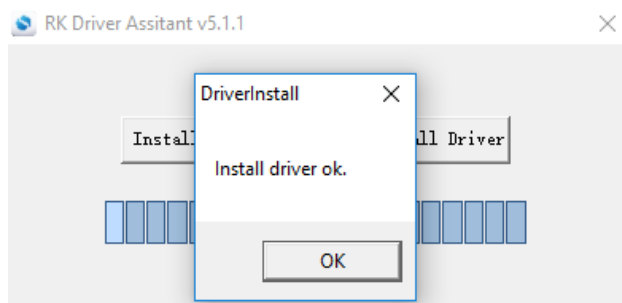 RK Driver Assitant v5.1.1
DriverInstall
Install driver ok.
OK
Instal
ll Driver